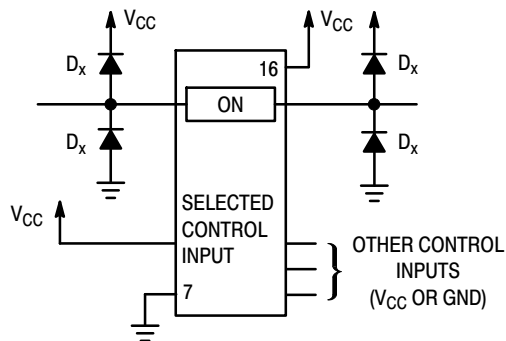 VCC
VCC
Dx
16
Dx
ON
Dx
Dx
VCC
SELECTED
CONTROL
INPUT
OTHER CONTROL
INPUTS
(VCC OR GND)
7
VCC